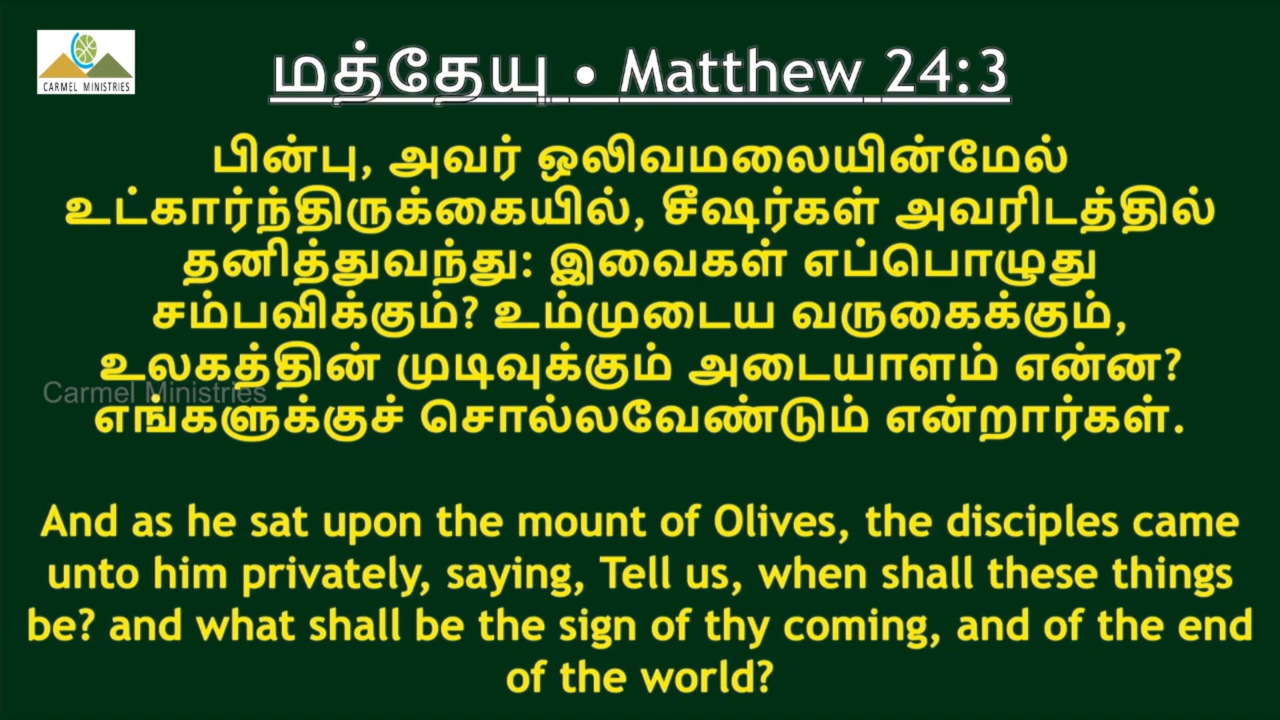 CARMEL MINISTRIES
மத்தேயு • Matthew 24:3
பின்பு, அவர் ஒலிவமலையின்மேல்
உட்கார்ந்திருக்கையில், சீஷர்கள் அவரிடத்தில்
தனித்துவந்து: இவைகள் எப்பொழுது
சம்பவிக்கும்? உம்முடைய வருகைக்கும்,
உலகத்தின் முடிவுக்கும் அடையாளம் என்ன?
Carmel Ministries
எங்களுக்குச் சொல்லவேண்டும் என்றார்கள்.
And as he sat upon the mount of Olives, the disciples came
unto him privately, saying, Tell us, when shall these things
be? and what shall be the sign of thy coming, and of the end
of the world?